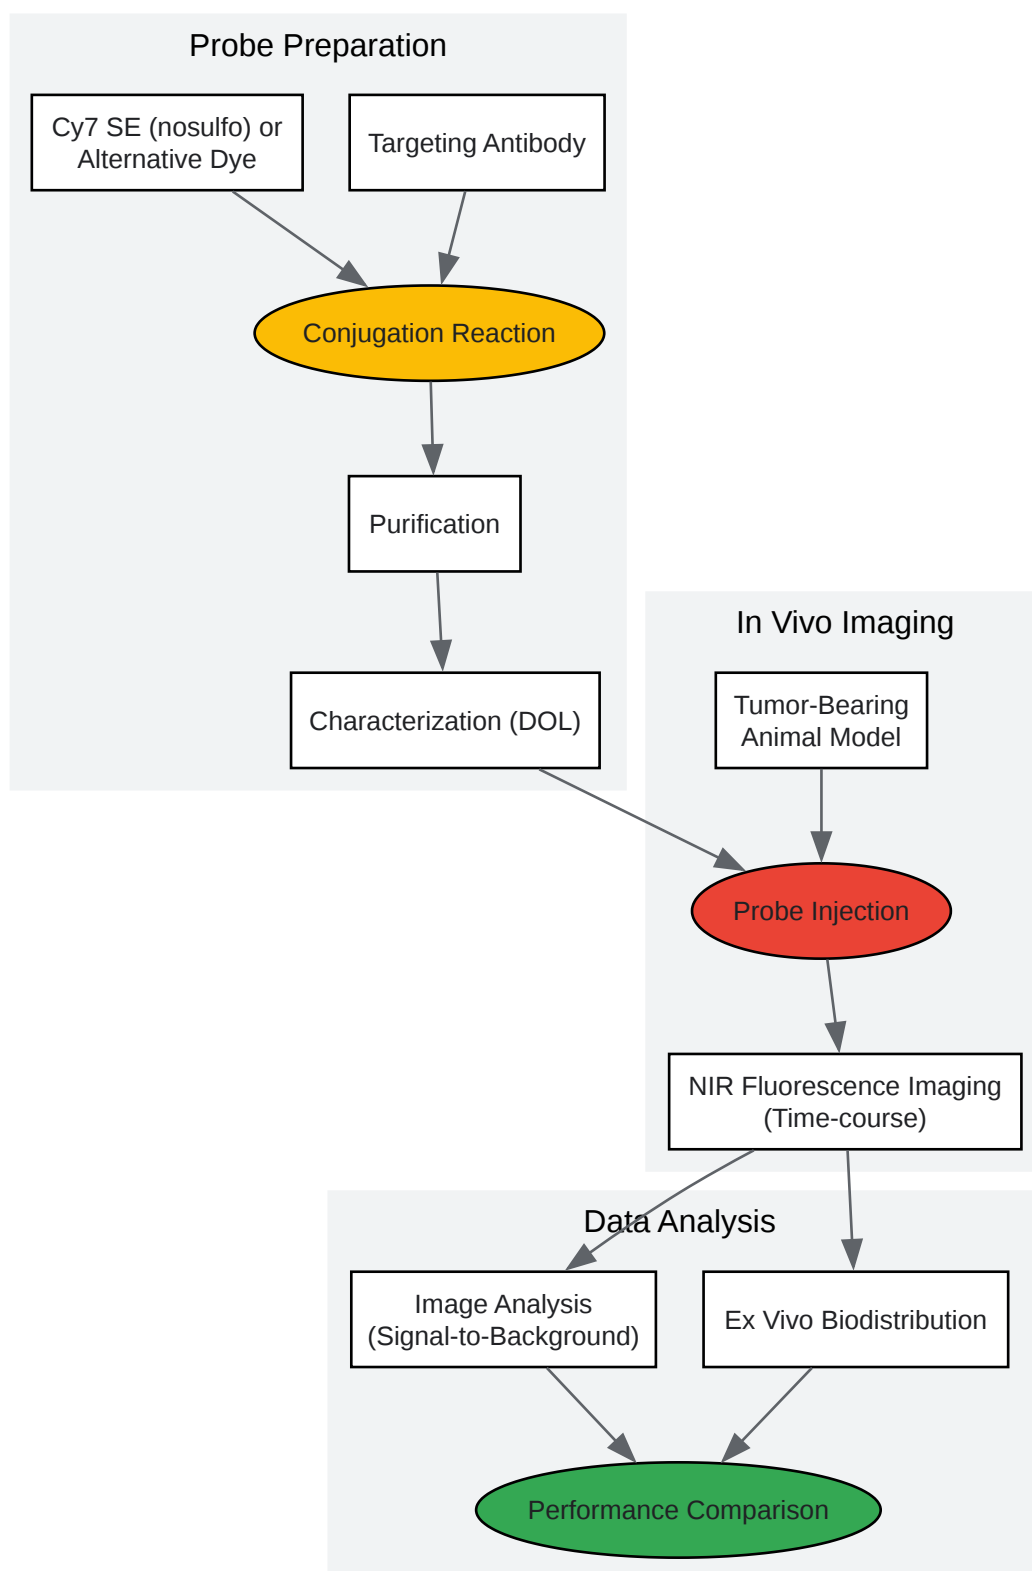 Probe Preparation
Cy7 SE (nosulfo) or
Alternative Dye
Targeting Antibody
Conjugation Reaction
Purification
Characterization (DOL)
In Vivo Imaging
Tumor-Bearing
Animal Model
Probe Injection
NIR Fluorescence Imaging
(Time-course)
Data Analysis
Image Analysis
(Signal-to-Background)
Ex Vivo Biodistribution
Performance Comparison